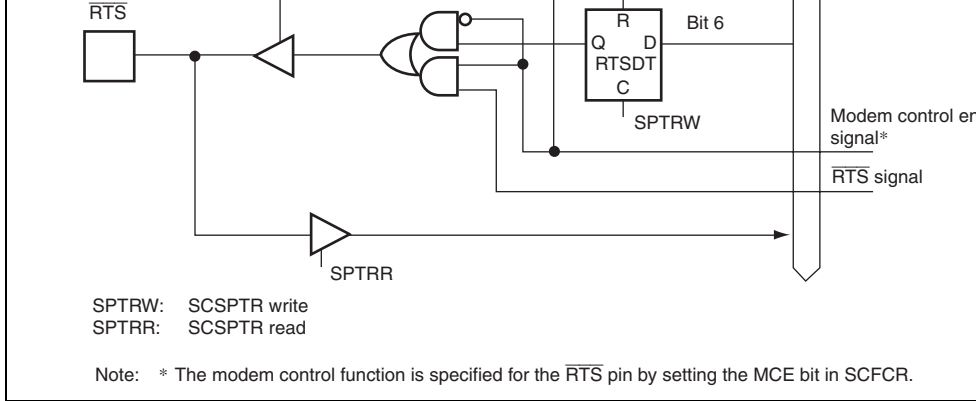 RTS
R
Bit 6
Q D
RTSDT
C
SPTRW
Modem control
signal*
RTS signal
SPTRR
SPTRW: SCSPTR write
SPTRR: SCSPTR read
Note: * The modem control function is specified for the RTS pin by setting the MCE bit in SCFCR.